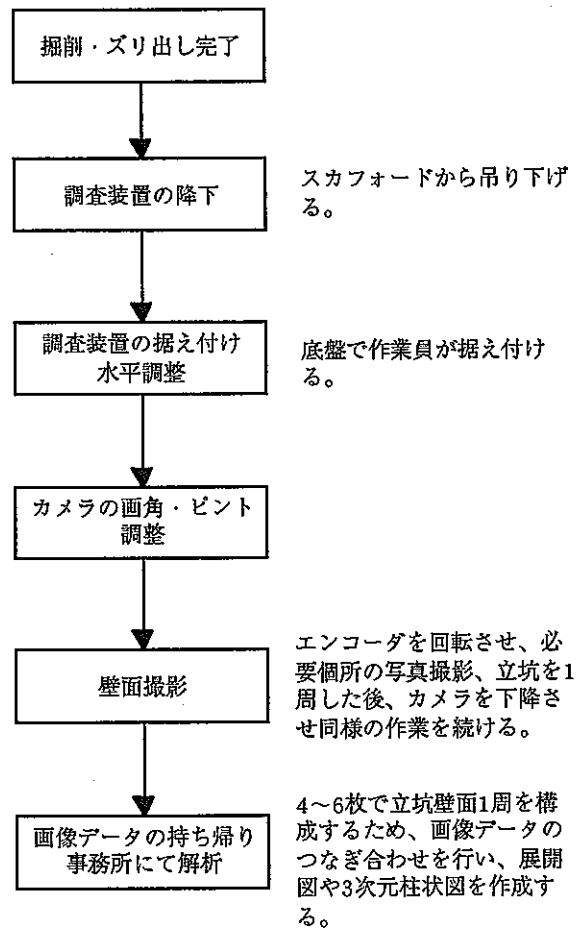 掘削・ズリ出し完了
調査装置の降下
スカフォードから吊り下げ
る。
調査装置の据え付け
水平調整
底盤で作業員が据え付け
る。
カメラの画角・ピント
調整
壁面撮影
エンコーダを回転させ、必
要個所の写真撮影、立坑を1
周した後、カメラを下降さ
せ同様の作業を続ける。
画像データの持ち帰り
事務所にて解析
4～6枚で立坑壁面1周を構
成するため、画像データの
つなぎ合わせを行い、展開
図や3次元柱状図を作成す
る。